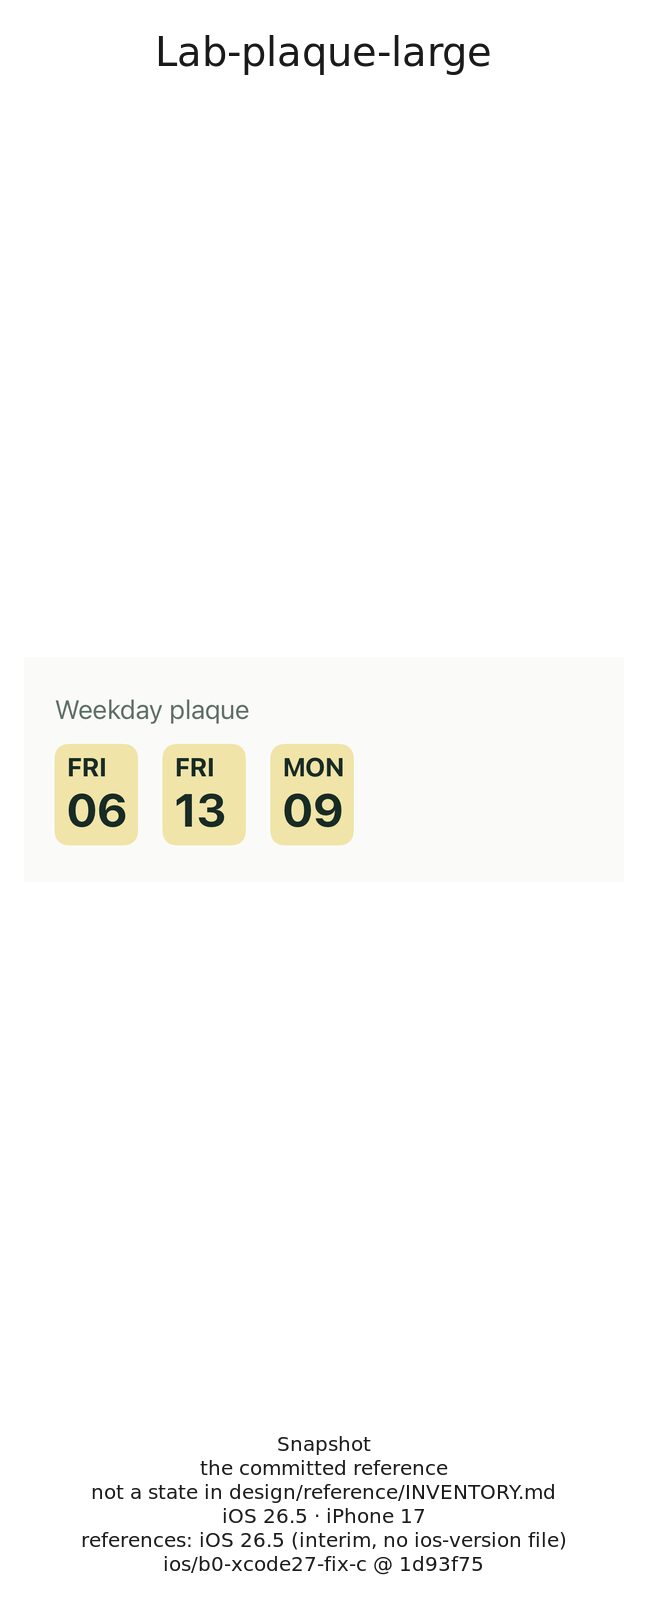 Lab-plaque-large
Weekday plaque
FRI FRI MON
06 13 09
Snapshot
the committed reference
not a state in design/reference/INVENTORY.md
iOS 26.5 · iPhone 17
references: iOS 26.5 (interim, no ios-version file)
ios/b0-xcode27-fix-c @ 1d93f75